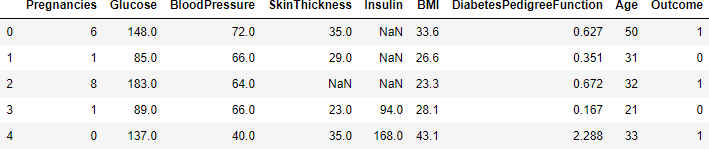 Pregnancies Glucose BloodPressure SkinThickness Insulin BMI DiabetesPedigreeFunction Age Outcome
0 6 148.0 72.0 35.0 NaN 33.6 0.627 50 1
1 1 85.0 66.0 29.0 NaN 26.6 0.351 31 0
2 8 183.0 64.0 NaN NaN 23.3 0.672 32 1
3 1 89.0 66.0 23.0 94.0 28.1 0.167 21 0
4 0 137.0 40.0 35.0 168.0 43.1 2.288 33 1